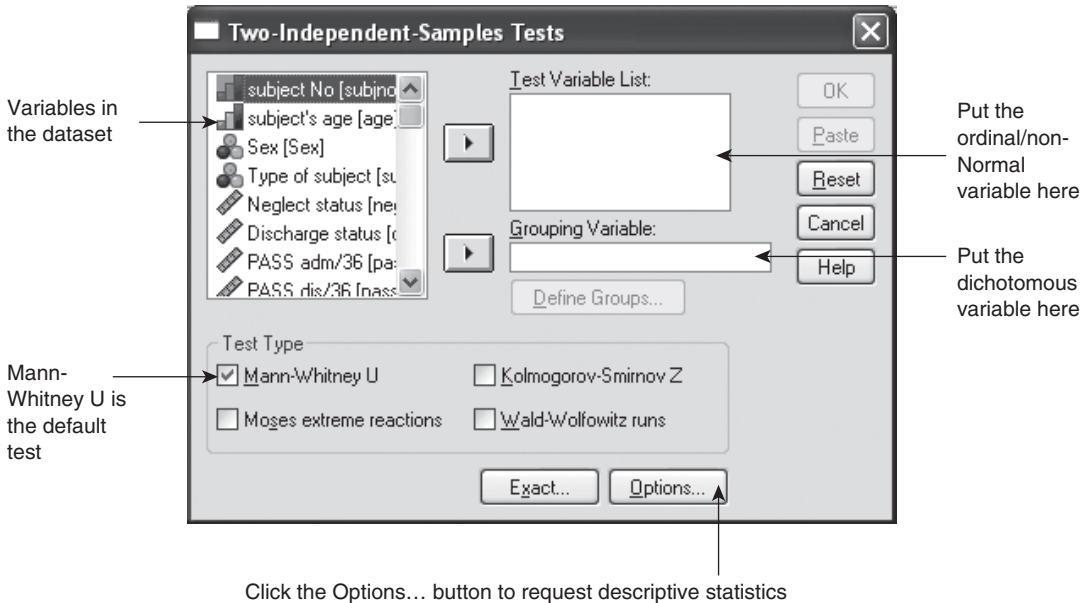 Two-Independent-Samples Tests
Variables in
the dataset
subject No [subjno
subject's age [age]
Sex [Sex]
Type of subject [su
Neglect status [neg
Discharge status [d
PASS adm/36 [pa
PASS dis/36 [pass
Test Variable List:
Grouping Variable:
Define Groups...
OK
Paste
Reset
Cancel
Help
Put the
ordinal/non-
Normal
variable here
Put the
dichotomous
variable here
Test Type
Mann-Whitney U
Kolmogorov-Smirnov Z
Moses extreme reactions
Wald-Wolfowitz runs
Mann-
Whitney U is
the default
test
Exact...
Options...
Click the Options… button to request descriptive statistics